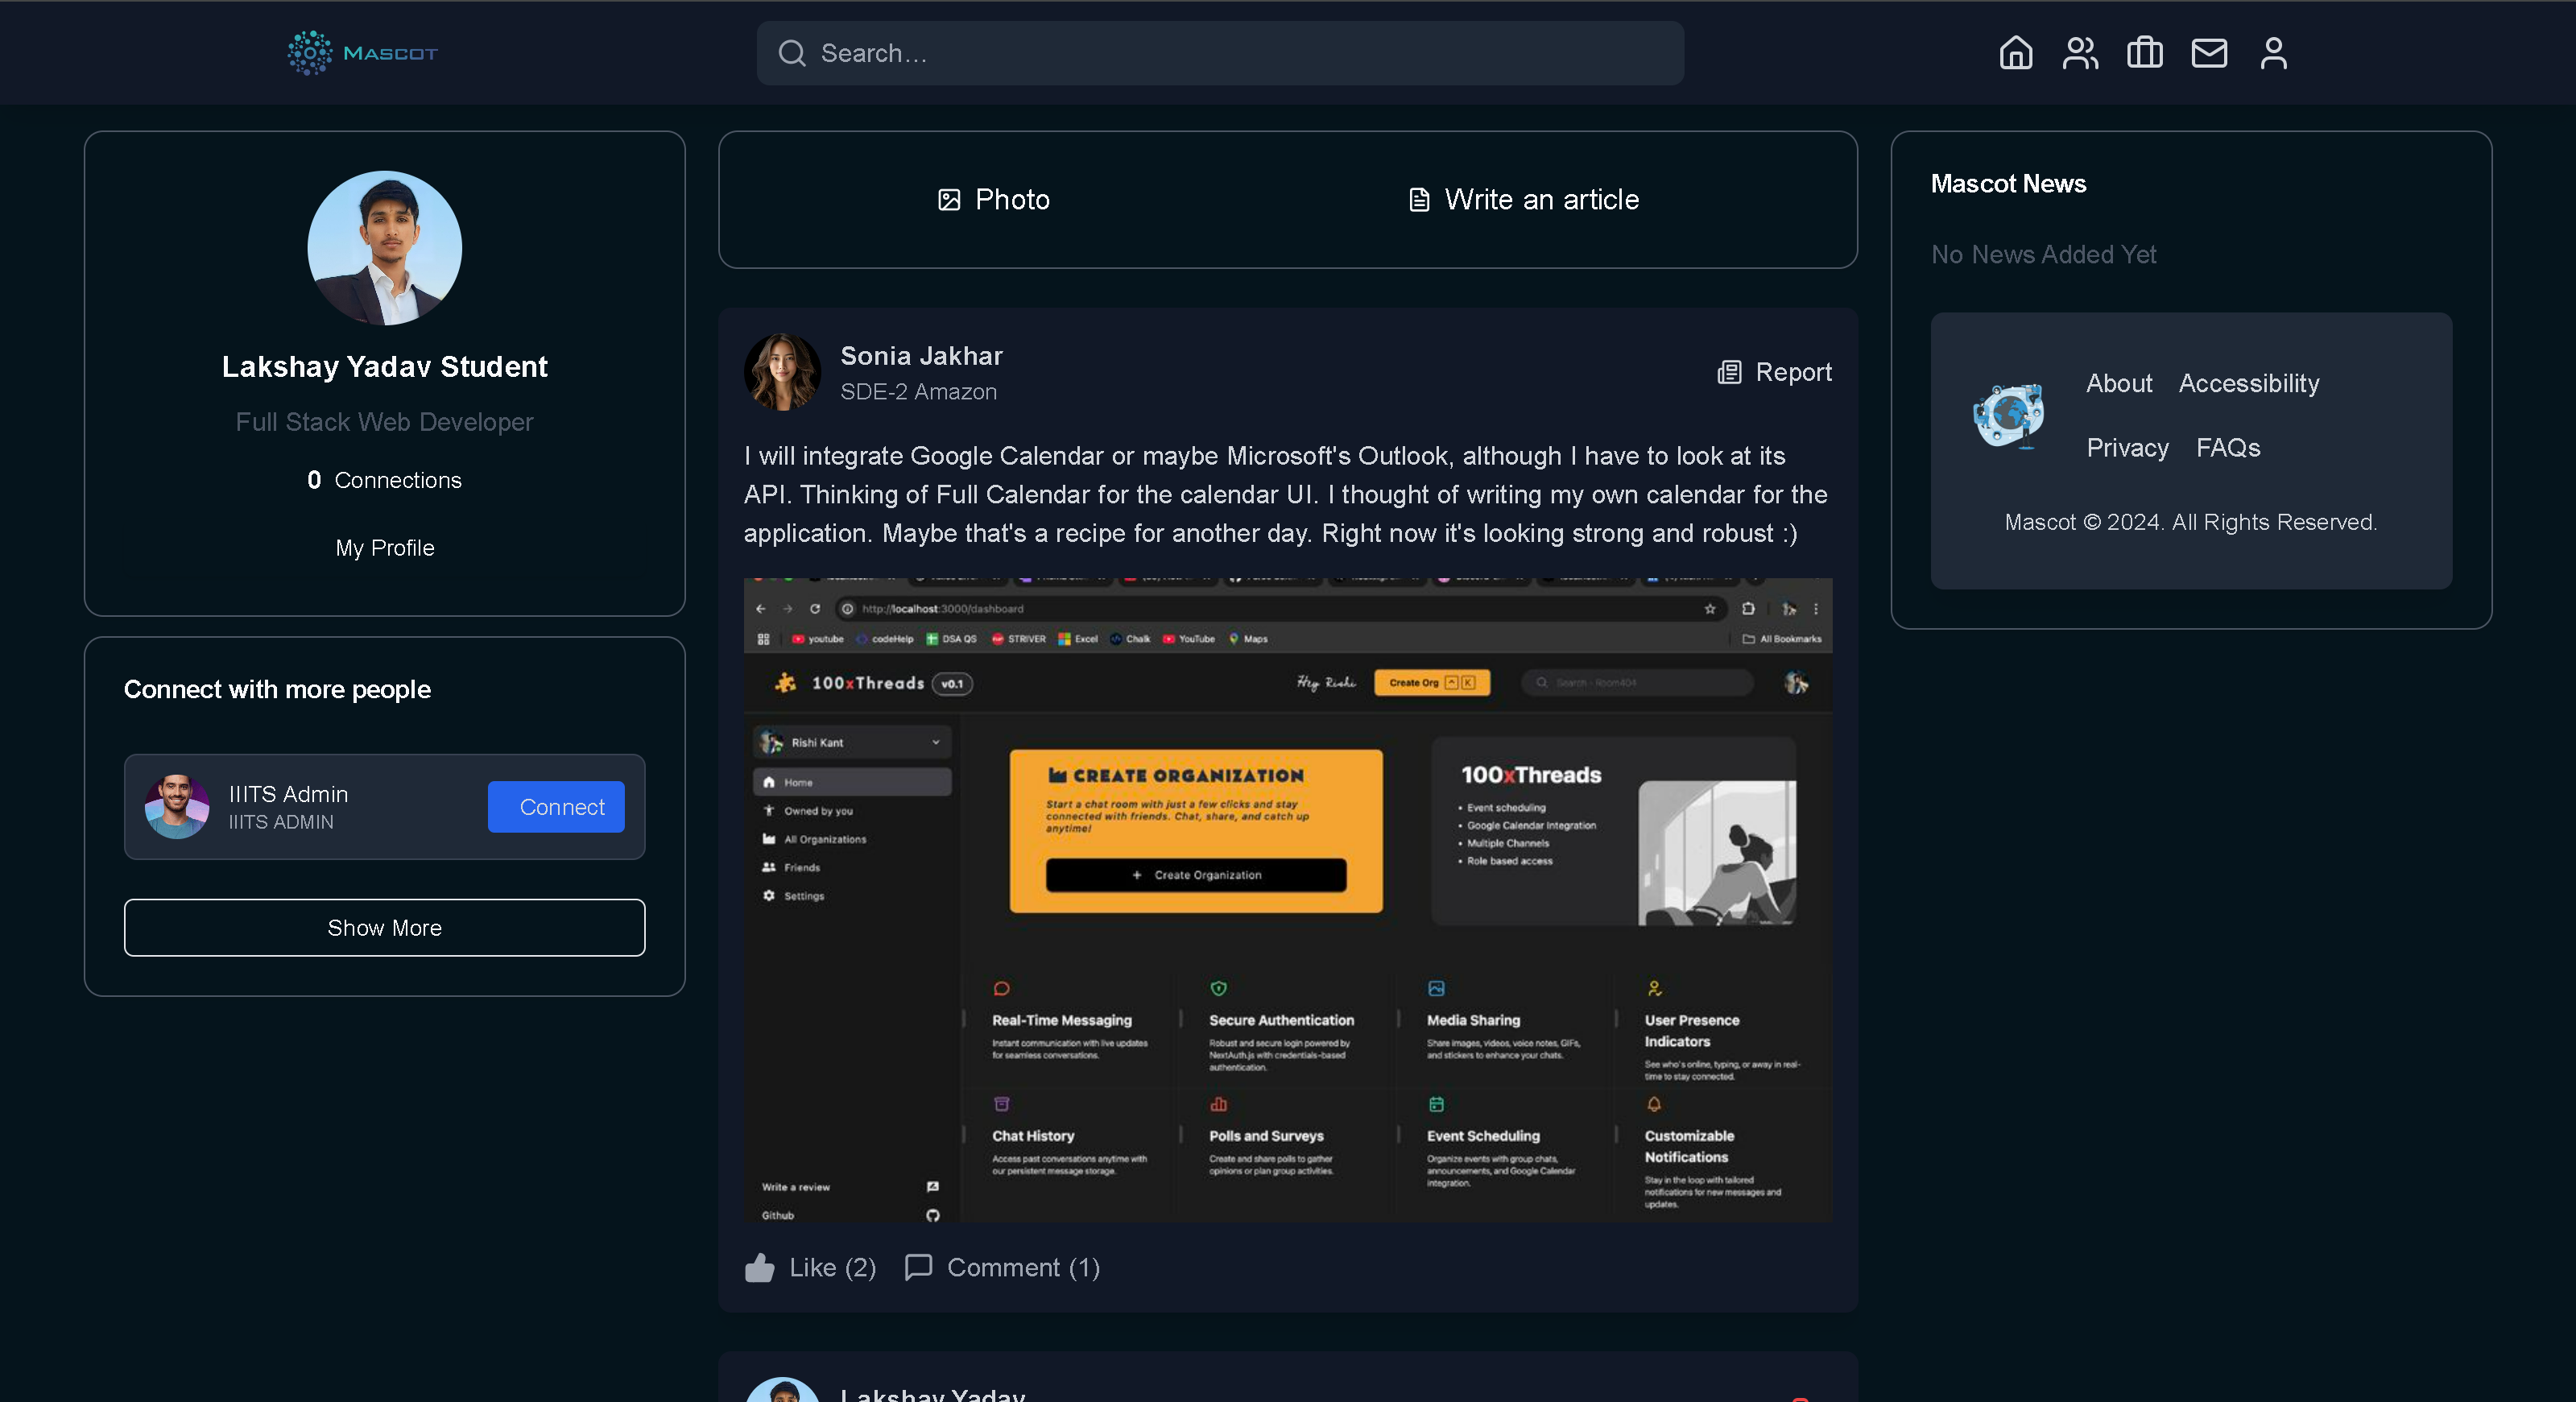 MASCOT
Search...
Lakshay Yadav Student
Full Stack Web Developer
0 Connections
My Profile
Connect with more people
IIITS Admin
IIITS ADMIN
Connect
Show More
Photo
Write an article
Sonia Jakhar
SDE-2 Amazon
Report
I will integrate Google Calendar or maybe Microsoft's Outlook, although I have to look at its
API. Thinking of Full Calendar for the calendar UI. I thought of writing my own calendar for the
application. Maybe that's a recipe for another day. Right now it's looking strong and robust :)
http://localhost:3000/dashboard
youtube
codeHelp
DSA QS
STRIVER
Excel
Chalk
YouTube
Maps
All Bookmarks
100xThreads
v0.1
Hey Rishi
Create Org ^ K
Search - Room404
Rishi Kant
Home
Owned by you
All Organizations
Friends
Settings
Write a review
Github
CREATE ORGANIZATION
Start a chat room with just a few clicks and stay
connected with friends. Chat, share, and catch up
anytime!
+ Create Organization
100xThreads
• Event scheduling
• Google Calendar Integration
• Multiple Channels
• Role based access
Real-Time Messaging
Instant communication with live updates
for seamless conversations.
Secure Authentication
Robust and secure login powered by
NextAuth.js with credentials-based
authentication.
Media Sharing
Share images, videos, voice notes, GIFs,
and stickers to enhance your chats.
User Presence
Indicators
See who's online, typing, or away in real-
time to stay connected.
Chat History
Access past conversations anytime with
our persistent message storage.
Polls and Surveys
Create and share polls to gather
opinions or plan group activities.
Event Scheduling
Organize events with group chats,
announcements, and Google Calendar
integration.
Customizable
Notifications
Stay in the loop with tailored
notifications for new messages and
updates.
Like (2)
Comment (1)
Lakshay Yadav
Mascot News
No News Added Yet
About Accessibility
Privacy FAQs
Mascot © 2024. All Rights Reserved.